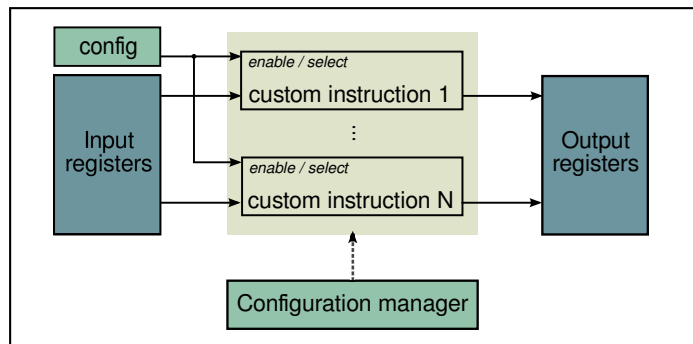 config
enable / select
custom instruction 1
Input
registers
⋮
enable / select
custom instruction N
Output
registers
Configuration manager